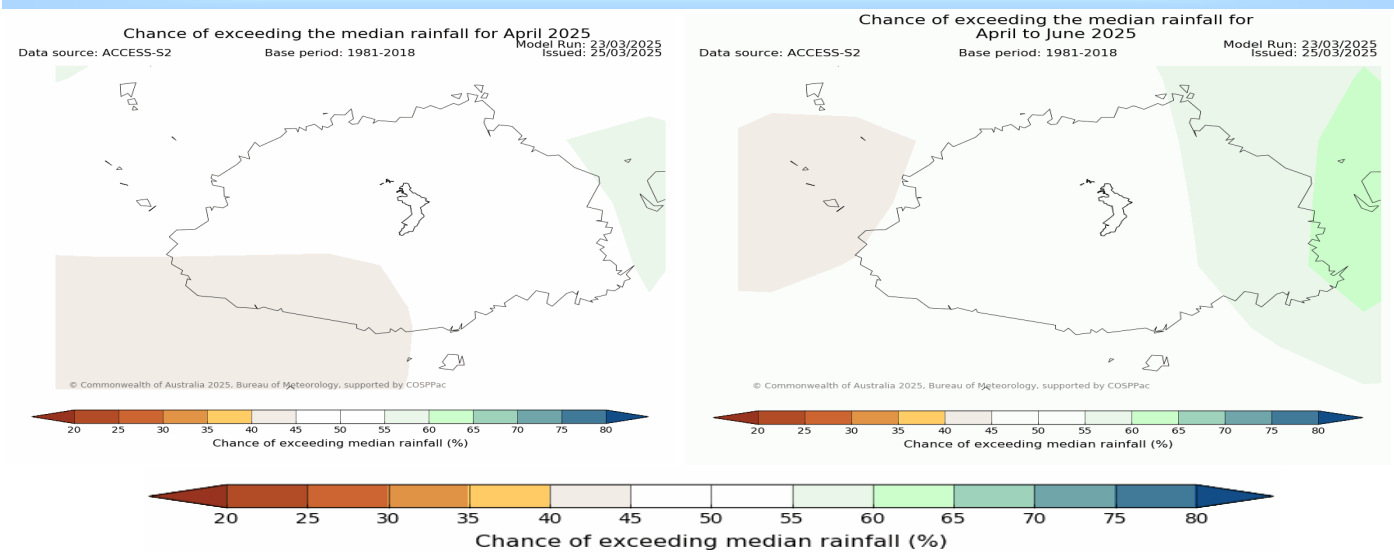 Chance of exceeding the median rainfall for April 2025
Model Run: 23/03/2025
Data source: ACCESS-S2 Base period: 1981-2018 Issued: 25/03/2025
© Commonwealth of Australia 2025, Bureau of Meteorology, supported by COSPPac
20 25 30 35 40 45 50 55 60 65 70 75 80
Chance of exceeding median rainfall (%)
Chance of exceeding the median rainfall for
April to June 2025
Model Run: 23/03/2025
Data source: ACCESS-S2 Base period: 1981-2018 Issued: 25/03/2025
© Commonwealth of Australia 2025, Bureau of Meteorology, supported by COSPPac
20 25 30 35 40 45 50 55 60 65 70 75 80
Chance of exceeding median rainfall (%)
20 25 30 35 40 45 50 55 60 65 70 75 80
Chance of exceeding median rainfall (%)